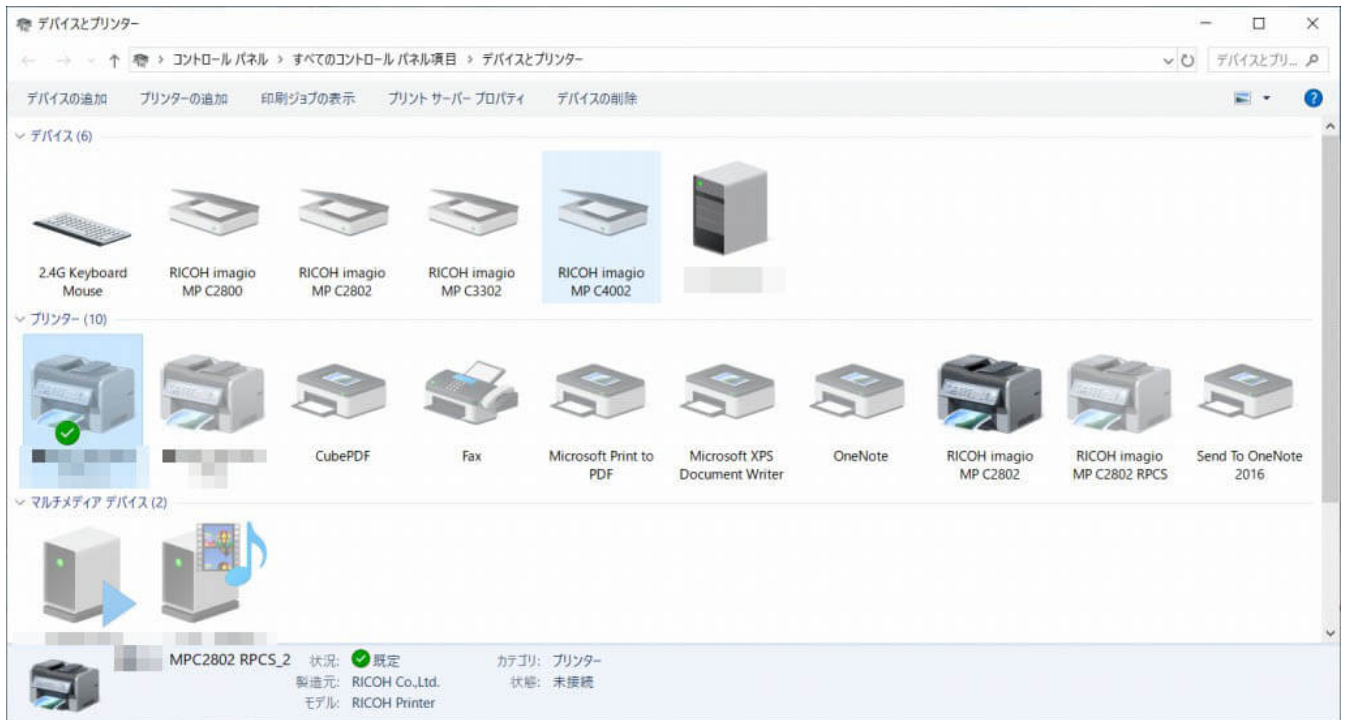 デバイスとプリンター
コントロール パネル › すべてのコントロール パネル項目 › デバイスとプリンター
デバイスとプリ...
デバイスの追加 プリンターの追加 印刷ジョブの表示 プリント サーバー プロパティ デバイスの削除
デバイス (6)
2.4G Keyboard
Mouse
RICOH imagio
MP C2800
RICOH imagio
MP C2802
RICOH imagio
MP C3302
RICOH imagio
MP C4002
プリンター (10)
CubePDF
Fax
Microsoft Print to
PDF
Microsoft XPS
Document Writer
OneNote
RICOH imagio
MP C2802
RICOH imagio
MP C2802 RPCS
Send To OneNote
2016
マルチメディア デバイス (2)
MPC2802 RPCS_2 状況: 既定 カテゴリ: プリンター
製造元: RICOH Co.,Ltd. 状態: 未接続
モデル: RICOH Printer